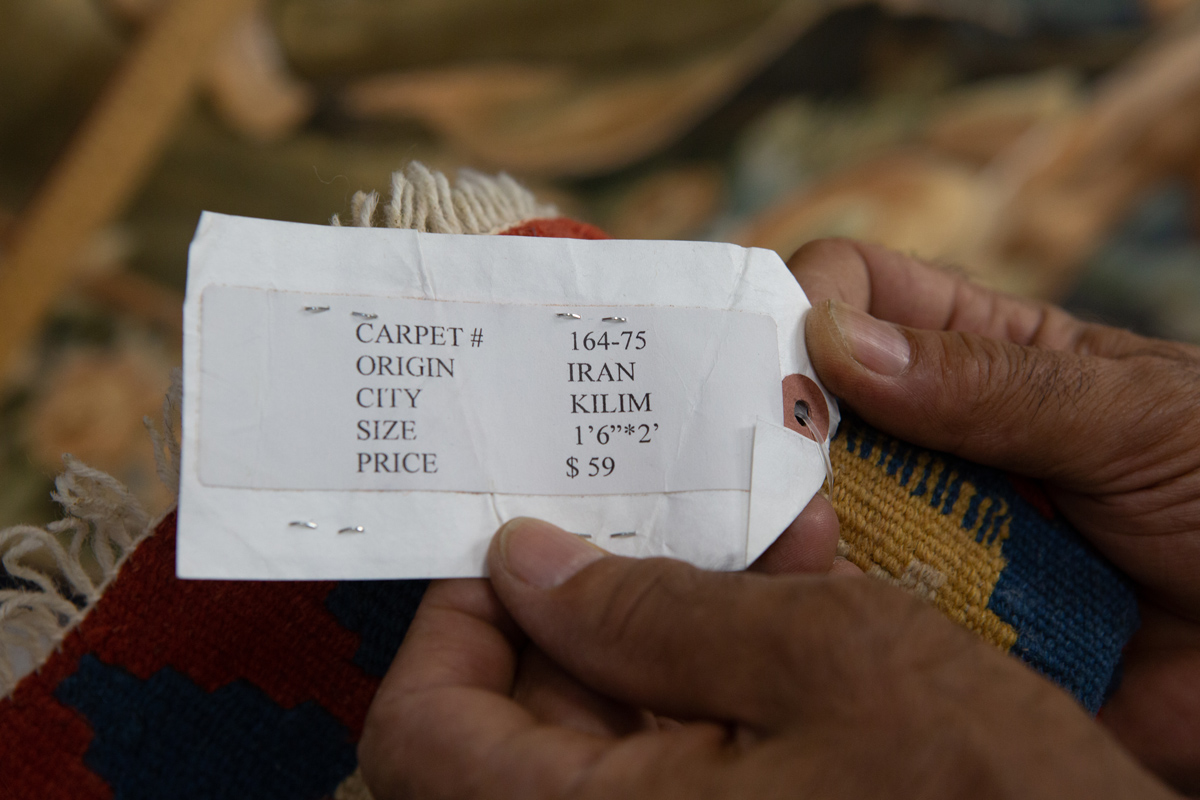 CARPET # 164-75
ORIGIN IRAN
CITY KILIM
SIZE 1’6”*2’
PRICE $ 59